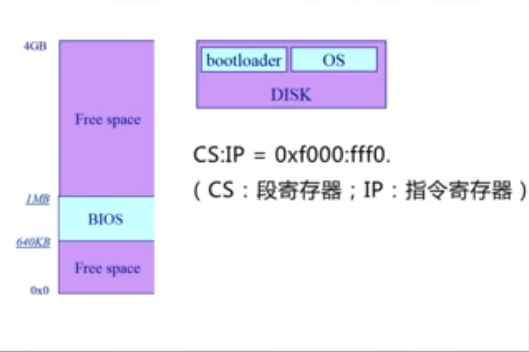 4GB
Free space
1MB
BIOS
640KB
Free space
0x0
bootloader
OS
DISK
CS:IP = 0xf000:fff0.
（ CS：段寄存器；IP：指令寄存器 ）